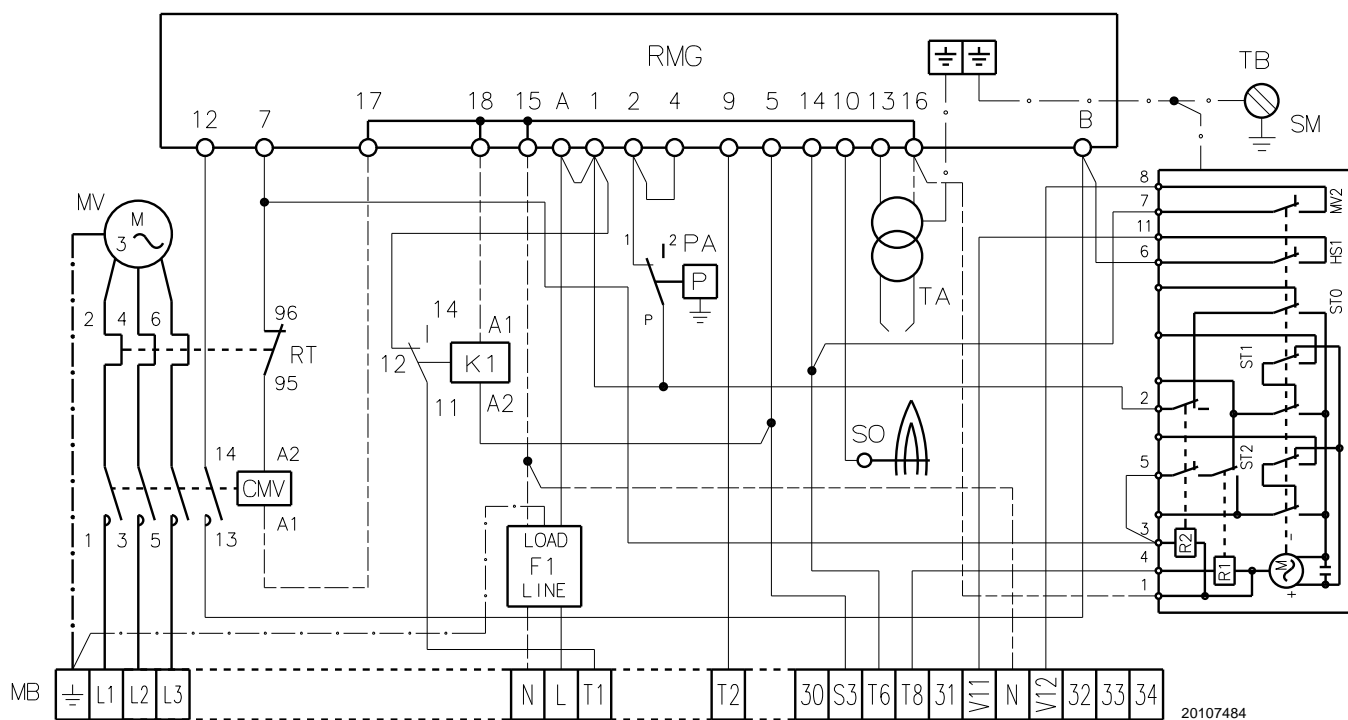 RMG
TB
SM
12 7 17 18 15 A 1 2 4 9 5 14 10 13 16 B
MV
M
3
2 4 6
96
RT
95
14
A2
CMV
A1
1 3 5 13
14
12
11
A1
K1
A2
1 2 PA
P
P
TA
SO
LOAD
F1
LINE
8
7
11
6
2
5
3
4
1
MV2
HS1
ST0
ST1
ST2
R2
R1
M
-
+
MB L1 L2 L3 N L T1 T2 30 S3 T6 T8 31 V11 N V12 32 33 34
20107484